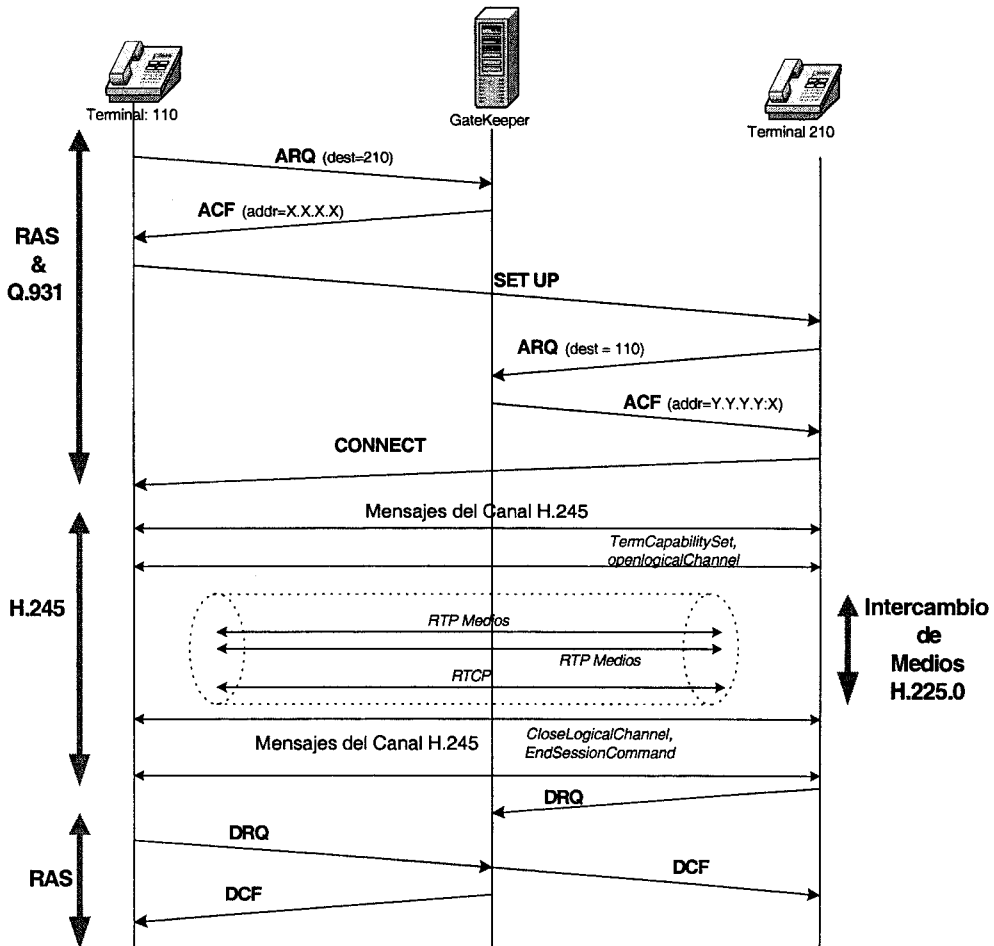 Terminal: 110
GateKeeper
Terminal 210
ARQ (dest=210)
ACF (addr=X.X.X.X)
RAS
&
Q.931
SET UP
ARQ (dest = 110)
ACF (addr=Y.Y.Y.Y:X)
CONNECT
Mensajes del Canal H.245
TermCapabilitySet,
openlogicalChannel
H.245
RTP Medios
RTP Medios
RTCP
Intercambio
de
Medios
H.225.0
Mensajes del Canal H.245
CloseLogicalChannel,
EndSessionCommand
DRQ
DRQ
DCF
RAS
DCF